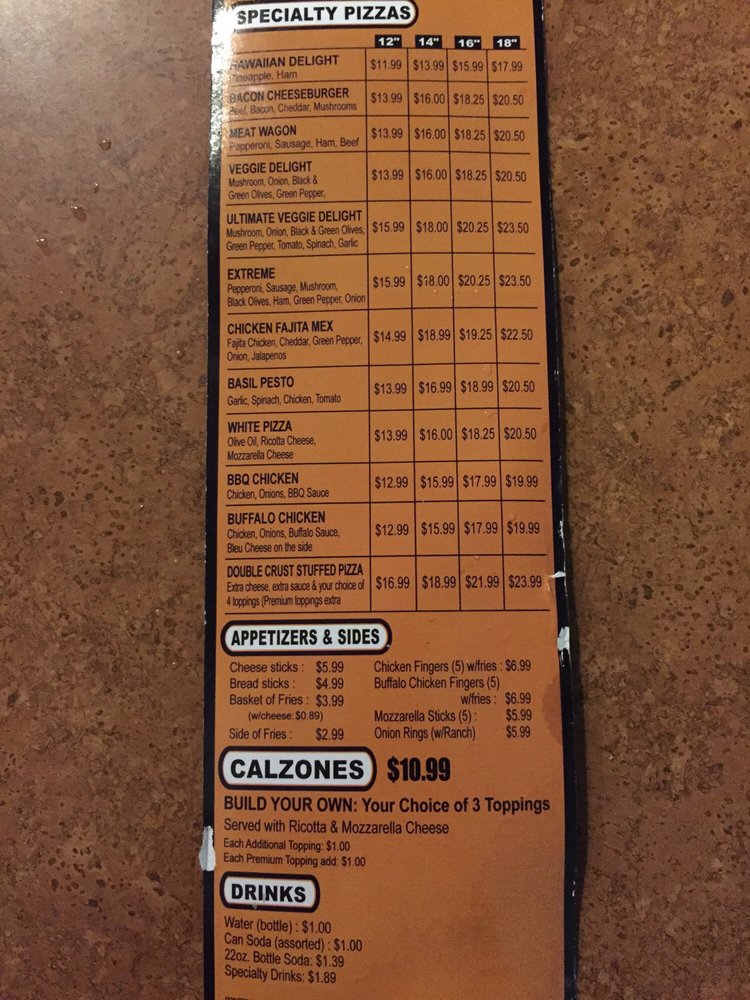 SPECIALTY PIZZAS
12" 14" 16" 18"
HAWAIIAN DELIGHT $11.99 $13.99 $15.99 $17.99
Pineapple, Ham
BACON CHEESEBURGER $13.99 $16.00 $18.25 $20.50
Beef, Bacon, Cheddar, Mushrooms
MEAT WAGON $13.99 $16.00 $18.25 $20.50
Pepperoni, Sausage, Ham, Beef
VEGGIE DELIGHT $13.99 $16.00 $18.25 $20.50
Mushroom, Onion, Black &
Green Olives, Green Pepper,
ULTIMATE VEGGIE DELIGHT $15.99 $18.00 $20.25 $23.50
Mushroom, Onion, Black & Green Olives,
Green Pepper, Tomato, Spinach, Garlic
EXTREME $15.99 $18.00 $20.25 $23.50
Pepperoni, Sausage, Mushroom,
Black Olives, Ham, Green Pepper, Onion
CHICKEN FAJITA MEX $14.99 $18.99 $19.25 $22.50
Fajita Chicken, Cheddar, Green Pepper,
Onion, Jalapenos
BASIL PESTO $13.99 $16.99 $18.99 $20.50
Garlic, Spinach, Chicken, Tomato
WHITE PIZZA $13.99 $16.00 $18.25 $20.50
Olive Oil, Ricotta Cheese,
Mozzarella Cheese
BBQ CHICKEN $12.99 $15.99 $17.99 $19.99
Chicken, Onions, BBQ Sauce
BUFFALO CHICKEN $12.99 $15.99 $17.99 $19.99
Chicken, Onions, Buffalo Sauce,
Bleu Cheese on the side
DOUBLE CRUST STUFFED PIZZA $16.99 $18.99 $21.99 $23.99
Extra cheese, extra sauce & your choice of
4 toppings (Premium toppings extra
APPETIZERS & SIDES
Cheese sticks : $5.99
Bread sticks : $4.99
Basket of Fries : $3.99
(w/cheese: $0.89)
Side of Fries : $2.99
Chicken Fingers (5) w/fries : $6.99
Buffalo Chicken Fingers (5)
w/fries : $6.99
Mozzarella Sticks (5) : $5.99
Onion Rings (w/Ranch) $5.99
CALZONES $10.99
BUILD YOUR OWN: Your Choice of 3 Toppings
Served with Ricotta & Mozzarella Cheese
Each Additional Topping: $1.00
Each Premium Topping add: $1.00
DRINKS
Water (bottle) : $1.00
Can Soda (assorted) : $1.00
22oz. Bottle Soda: $1.39
Specialty Drinks: $1.89